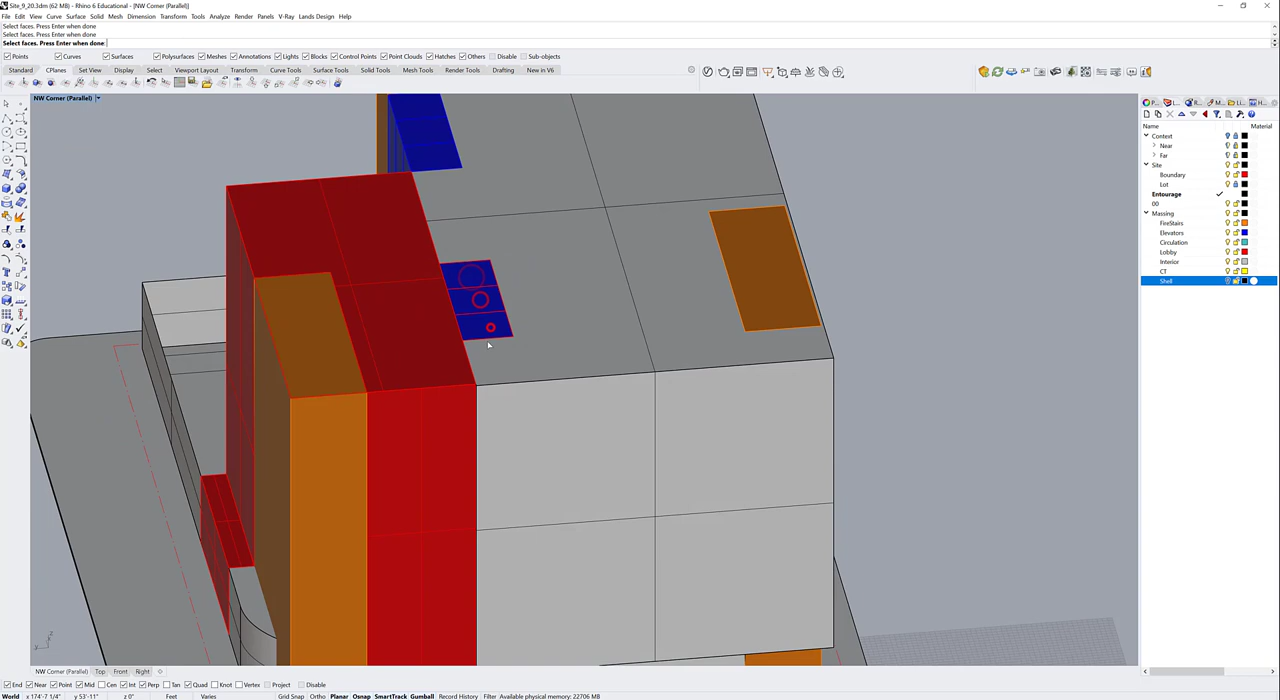 Site_9_20.3dm (62 MB) - Rhino 6 Educational - [NW Corner (Parallel)]
File Edit View Curve Surface Solid Mesh Dimension Transform Tools Analyze Render Panels V-Ray Lands Design Help
Select faces. Press Enter when done
Select faces. Press Enter when done
Select faces. Press Enter when done:
Points Curves Surfaces Polysurfaces Meshes Annotations Lights Blocks Control Points Point Clouds Hatches Others Disable Sub-objects
Standard CPlanes Set View Display Select Viewport Layout Transform Curve Tools Surface Tools Solid Tools Mesh Tools Render Tools Drafting New in V6
NW Corner (Parallel)
Name Material
Context
Near
Far
Site
Boundary
Lot
Entourage
00
Massing
FireStairs
Elevators
Circulation
Lobby
Interior
CT
Shell
NW Corner (Parallel) Top Front Right
End Near Point Mid Cen Int Perp Tan Quad Knot Vertex Project Disable
World x 174'-7 1/4" y 53'-11" z 0" Feet Varies Grid Snap Ortho Planar Osnap SmartTrack Gumball Record History Filter Available physical memory: 22706 MB